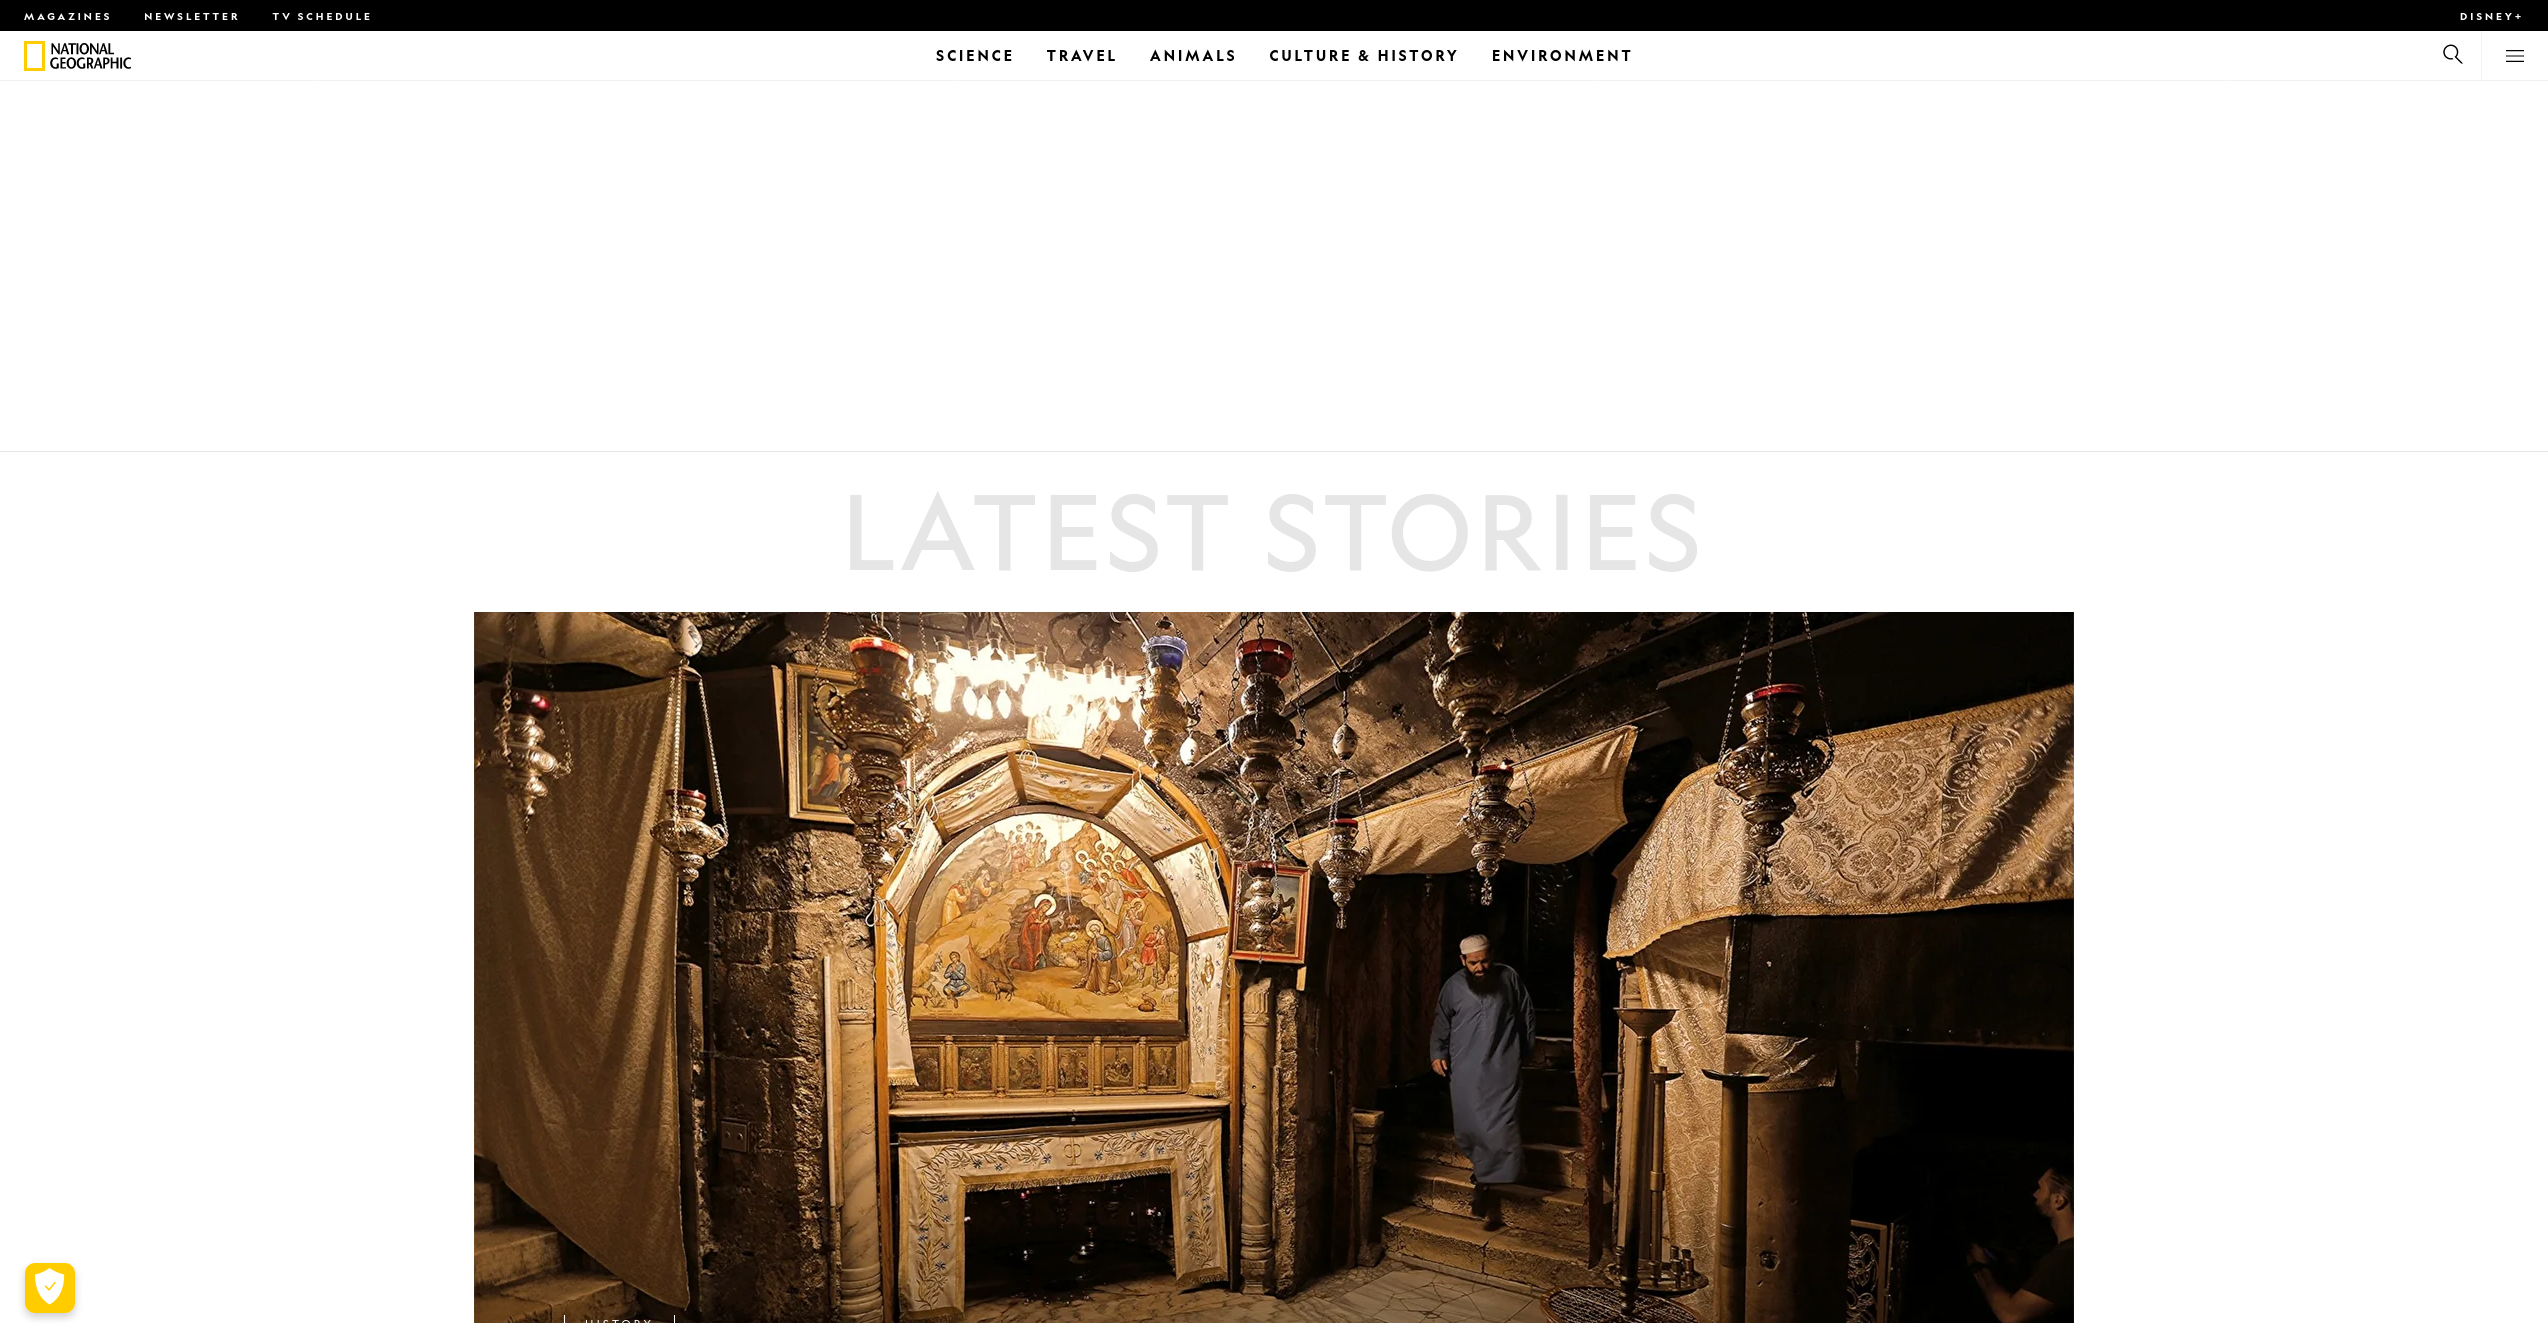 MAGAZINES NEWSLETTER TV SCHEDULE DISNEY+
NATIONAL
GEOGRAPHIC
SCIENCE TRAVEL ANIMALS CULTURE & HISTORY ENVIRONMENT
LATEST STORIES
HISTORY